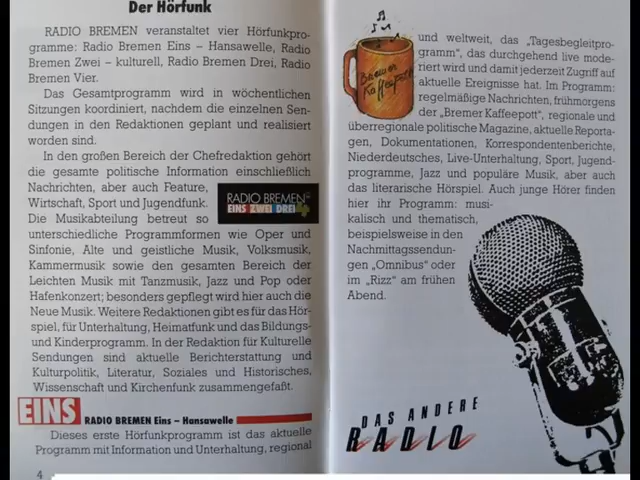 Der Hörfunk
RADIO BREMEN veranstaltet vier Hörfunkpro-
gramme: Radio Bremen Eins – Hansawelle, Radio
Bremen Zwei – kulturell, Radio Bremen Drei, Radio
Bremen Vier.
Das Gesamtprogramm wird in wöchentlichen
Sitzungen koordiniert, nachdem die einzelnen Sen-
dungen in den Redaktionen geplant und realisiert
worden sind.
In den großen Bereich der Chefredaktion gehört
die gesamte politische Information einschließlich
Nachrichten, aber auch Feature,
Wirtschaft, Sport und Jugendfunk.
Die Musikabteilung betreut so
unterschiedliche Programmformen wie Oper und
Sinfonie, Alte und geistliche Musik, Volksmusik,
Kammermusik sowie den gesamten Bereich der
Leichten Musik mit Tanzmusik, Jazz und Pop oder
Hafenkonzert; besonders gepflegt wird hier auch die
Neue Musik. Weitere Redaktionen gibt es für das Hör-
spiel, für Unterhaltung, Heimatfunk und das Bildungs-
und Kinderprogramm. In der Redaktion für Kulturelle
Sendungen sind aktuelle Berichterstattung und
Kulturpolitik, Literatur, Soziales und Historisches,
Wissenschaft und Kirchenfunk zusammengefaßt.
RADIO BREMEN
EINS ZWEI DREI
EINS RADIO BREMEN Eins – Hansawelle
Dieses erste Hörfunkprogramm ist das aktuelle
Programm mit Information und Unterhaltung, regional
4
Bremer
Kaffeepott
und weltweit, das „Tagesbegleitpro-
gramm“, das durchgehend live mode-
riert wird und damit jederzeit Zugriff auf
aktuelle Ereignisse hat. Im Programm:
regelmäßige Nachrichten, frühmorgens
der „Bremer Kaffeepott“, regionale und
überregionale politische Magazine, aktuelle Reporta-
gen, Dokumentationen, Korrespondentenberichte,
Niederdeutsches, Live-Unterhaltung, Sport, Jugend-
programme, Jazz und populäre Musik, aber auch
das literarische Hörspiel. Auch junge Hörer finden
hier ihr Programm: musi-
kalisch und thematisch,
beispielsweise in den
Nachmittagssendun-
gen „Omnibus“ oder
im „Rizz“ am frühen
Abend.
DAS ANDERE
RADIO